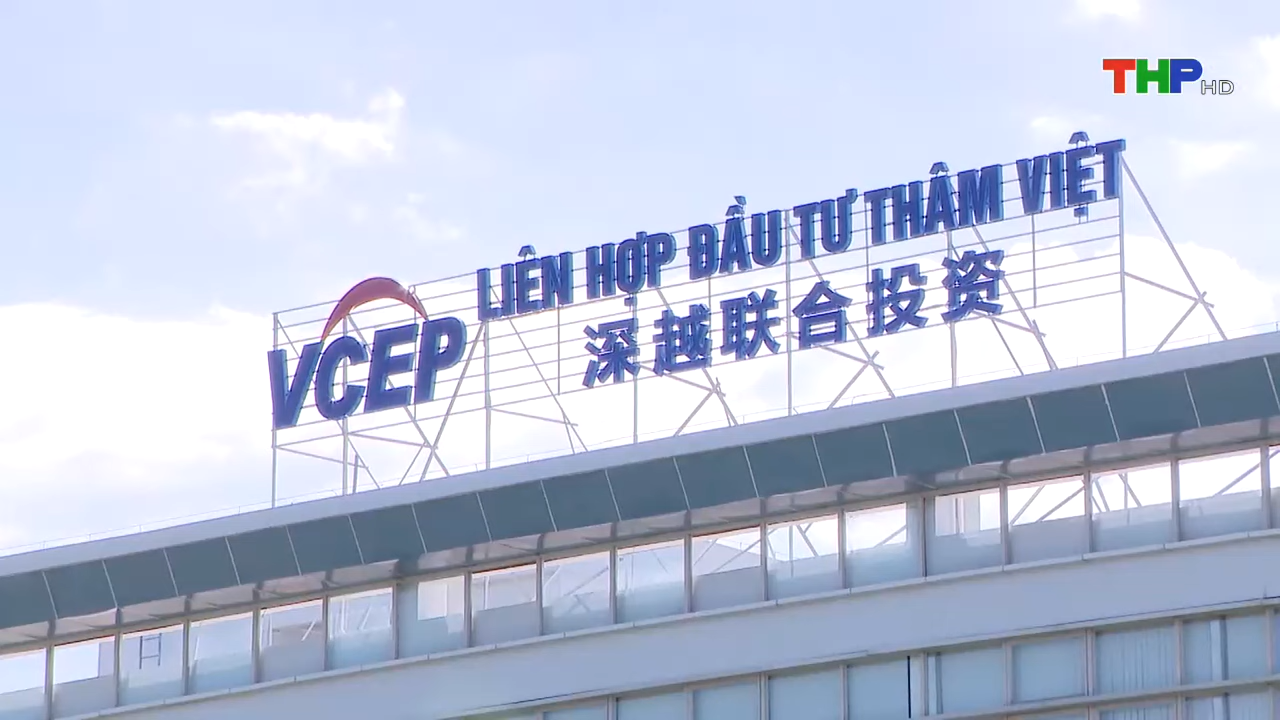 THP HD
LIÊN HỢP ĐẦU TƯ THÂM VIỆT
VCEP
深越联合投资